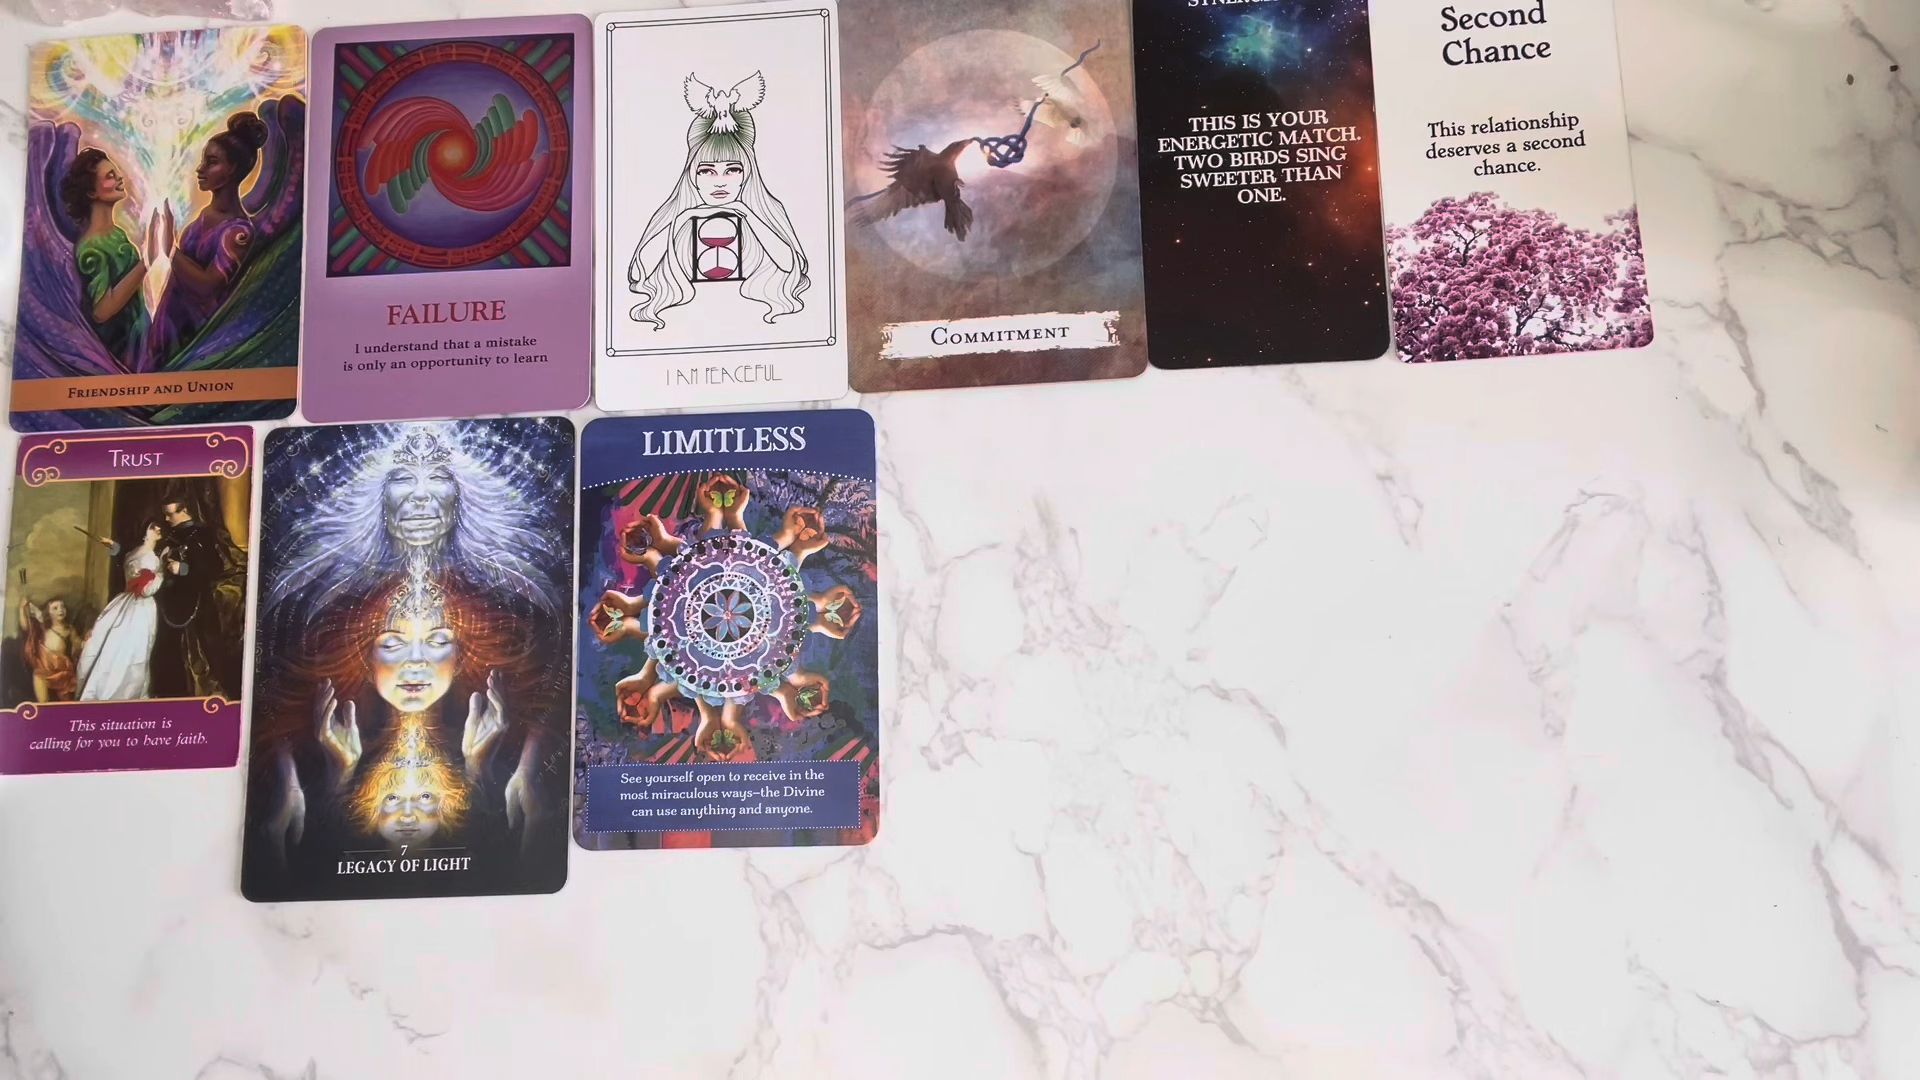 FRIENDSHIP AND UNION
FAILURE
I understand that a mistake
is only an opportunity to learn
I AM PEACEFUL
COMMITMENT
THIS IS YOUR
ENERGETIC MATCH.
TWO BIRDS SING
SWEETER THAN
ONE.
Second
Chance
This relationship
deserves a second
chance.
TRUST
This situation is
calling for you to have faith.
7
LEGACY OF LIGHT
LIMITLESS
See yourself open to receive in the
most miraculous ways—the Divine
can use anything and anyone.